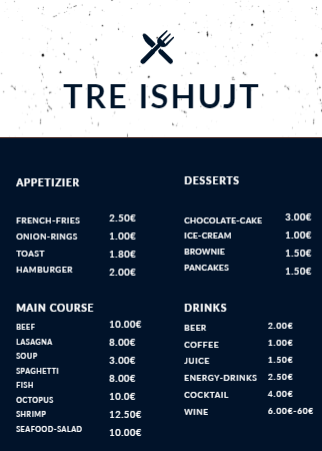 TRE ISHUJT
APPETIZIER
FRENCH-FRIES 2.50€
ONION-RINGS 1.00€
TOAST 1.80€
HAMBURGER 2.00€
DESSERTS
CHOCOLATE-CAKE 3.00€
ICE-CREAM 1.00€
BROWNIE 1.50€
PANCAKES 1.50€
MAIN COURSE
BEEF 10.00€
LASAGNA 8.00€
SOUP 3.00€
SPAGHETTI 8.00€
FISH
OCTOPUS 10.0€
SHRIMP 12.50€
SEAFOOD-SALAD 10.00€
DRINKS
BEER 2.00€
COFFEE 1.00€
JUICE 1.50€
ENERGY-DRINKS 2.50€
COCKTAIL 4.00€
WINE 6.00€-60€